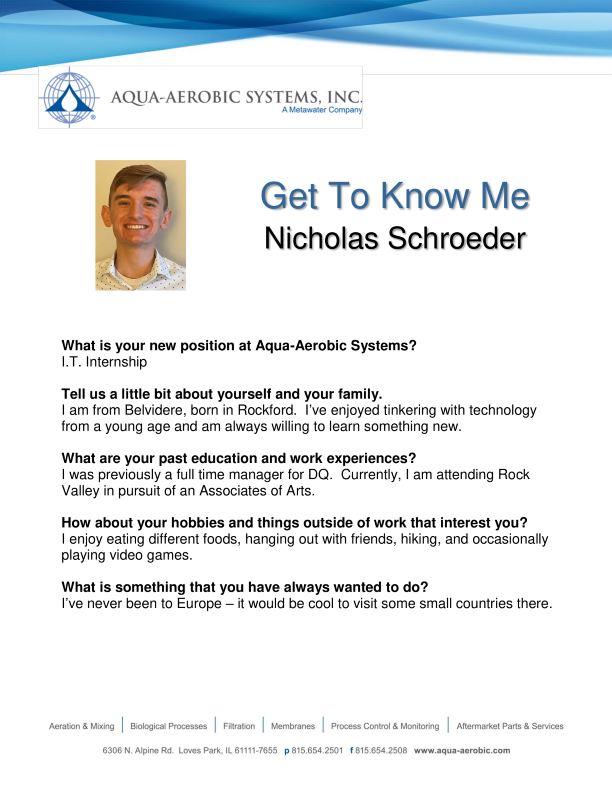 AQUA-AEROBIC SYSTEMS, INC.
A Metawater Company
®
Get To Know Me
Nicholas Schroeder
What is your new position at Aqua-Aerobic Systems?
I.T. Internship
Tell us a little bit about yourself and your family.
I am from Belvidere, born in Rockford.  I’ve enjoyed tinkering with technology
from a young age and am always willing to learn something new.
What are your past education and work experiences?
I was previously a full time manager for DQ.  Currently, I am attending Rock
Valley in pursuit of an Associates of Arts.
How about your hobbies and things outside of work that interest you?
I enjoy eating different foods, hanging out with friends, hiking, and occasionally
playing video games.
What is something that you have always wanted to do?
I’ve never been to Europe – it would be cool to visit some small countries there.
Aeration & Mixing | Biological Processes | Filtration | Membranes | Process Control & Monitoring | Aftermarket Parts & Services
6306 N. Alpine Rd.  Loves Park, IL 61111-7655  p 815.654.2501  f 815.654.2508  www.aqua-aerobic.com